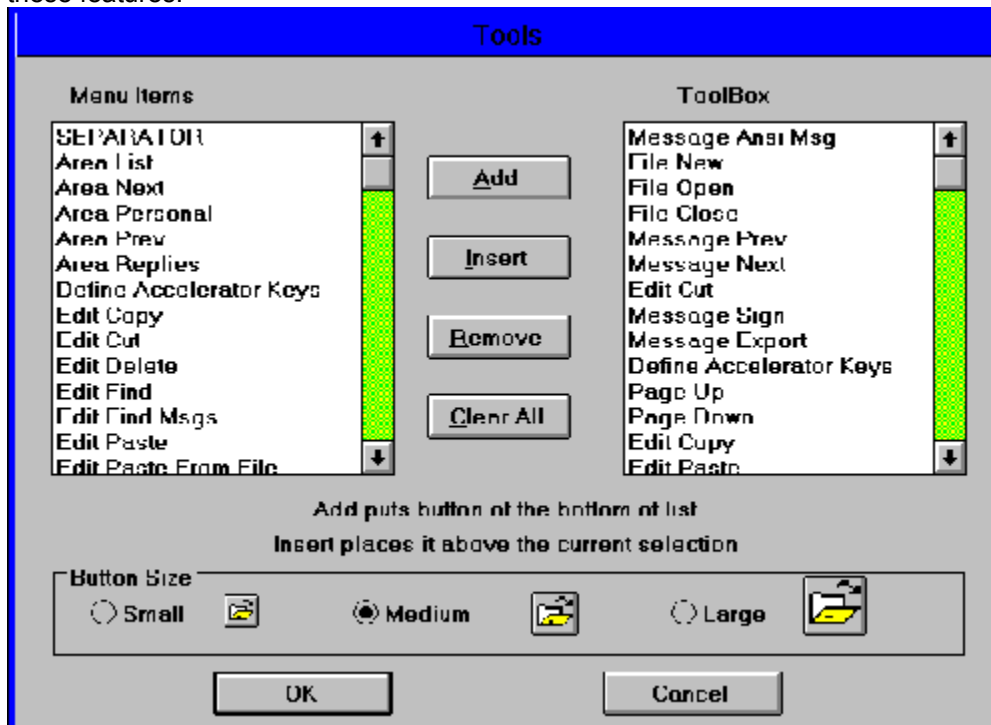 these features.
Tools
Menu Items
SEPARATOR
Area List
Area Next
Area Personal
Area Prev
Area Replies
Define Accelerator Keys
Edit Copy
Edit Cut
Edit Delete
Edit Find
Edit Find Msgs
Edit Paste
Edit Paste From File
Add
Insert
Remove
Clear All
ToolBox
Message Ansi Msg
File New
File Open
File Close
Message Prev
Message Next
Edit Cut
Message Sign
Message Export
Define Accelerator Keys
Page Up
Page Down
Edit Copy
Edit Paste
Add puts button at the bottom of list
Insert places it above the current selection
Button Size
Small
Medium
Large
OK
Cancel